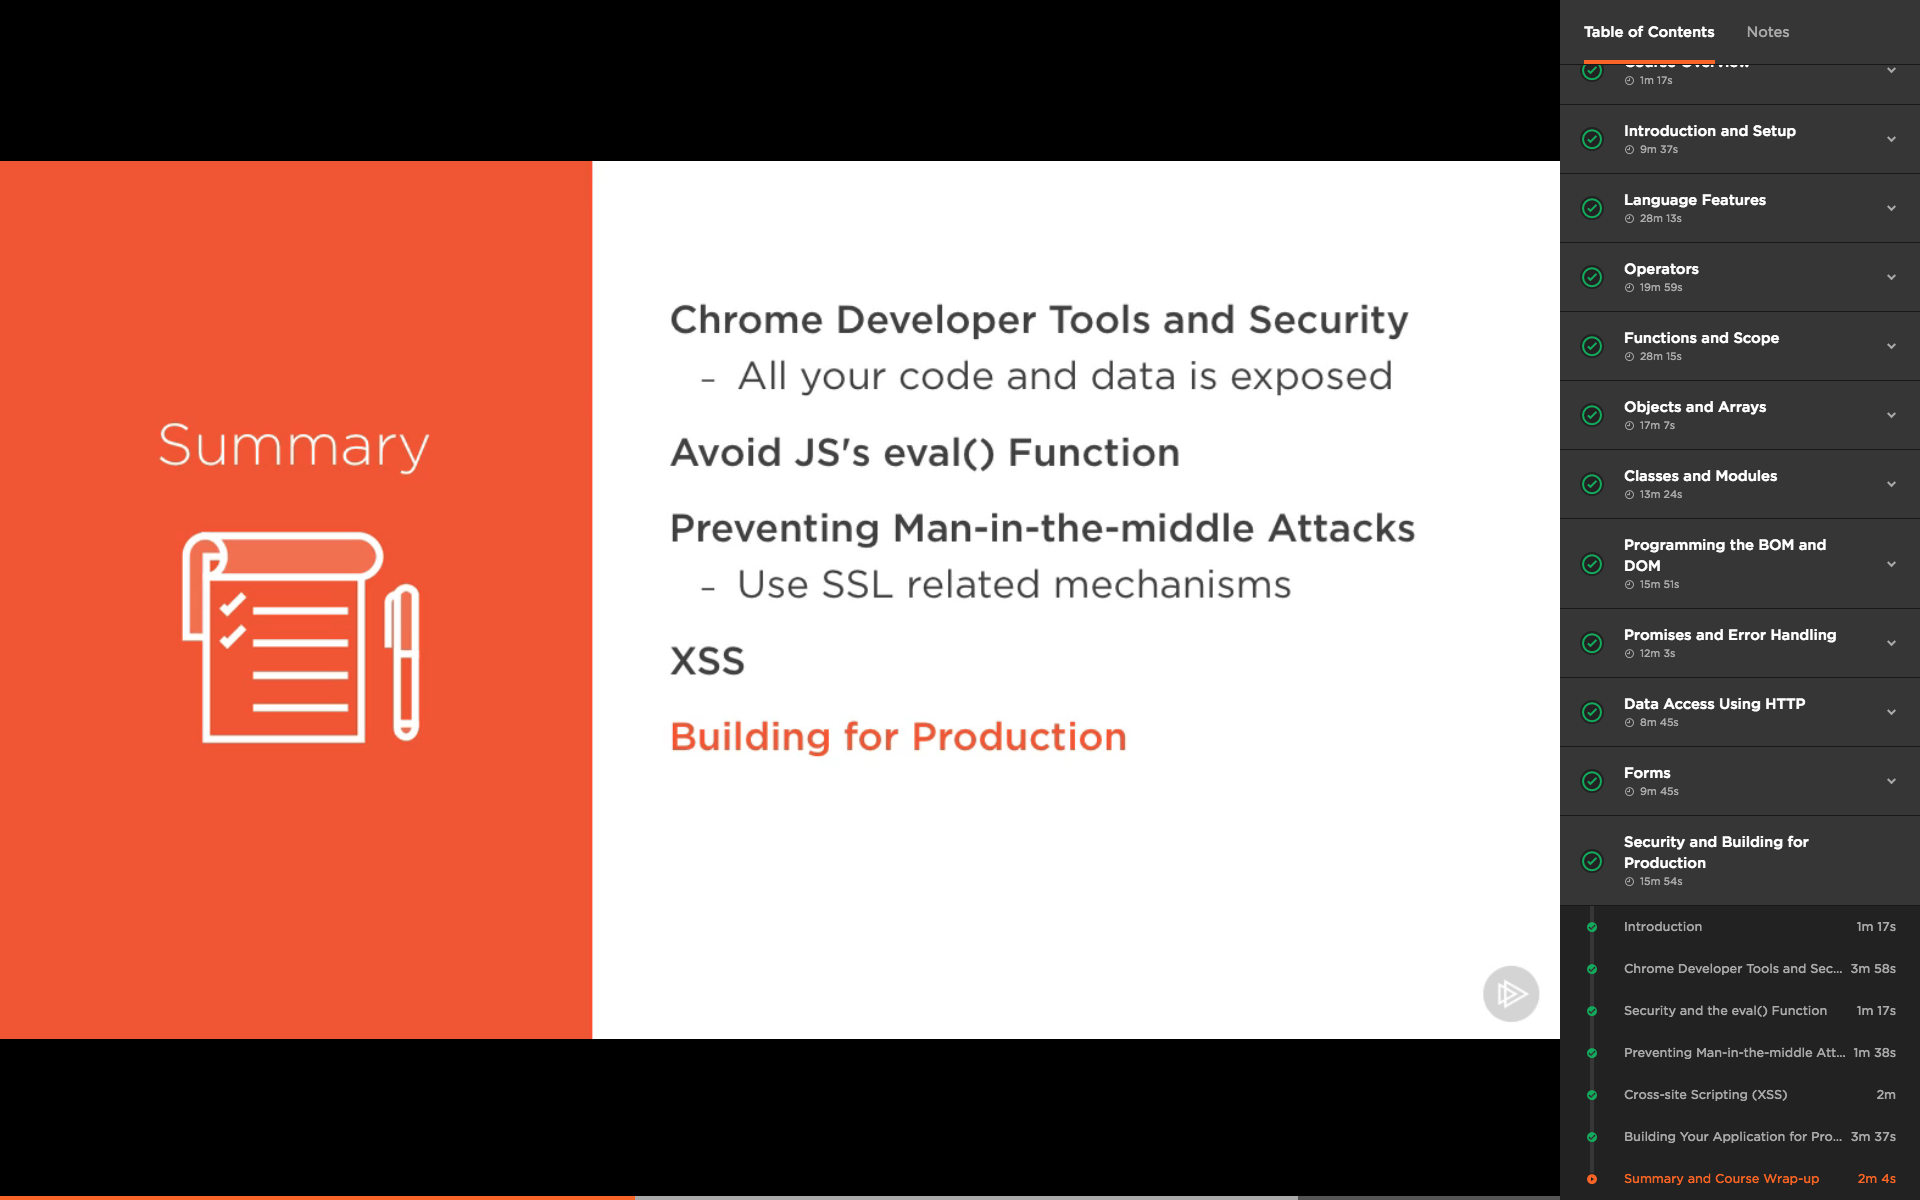 Summary
Chrome Developer Tools and Security
- All your code and data is exposed
Avoid JS's eval() Function
Preventing Man-in-the-middle Attacks
- Use SSL related mechanisms
XSS
Building for Production
Table of Contents
Notes
Course Overview
1m 17s
Introduction and Setup
9m 37s
Language Features
28m 13s
Operators
19m 59s
Functions and Scope
28m 15s
Objects and Arrays
17m 7s
Classes and Modules
13m 24s
Programming the BOM and
DOM
15m 51s
Promises and Error Handling
12m 3s
Data Access Using HTTP
8m 45s
Forms
9m 45s
Security and Building for
Production
15m 54s
Introduction 1m 17s
Chrome Developer Tools and Sec... 3m 58s
Security and the eval() Function 1m 17s
Preventing Man-in-the-middle Att... 1m 38s
Cross-site Scripting (XSS) 2m
Building Your Application for Pro... 3m 37s
Summary and Course Wrap-up 2m 4s